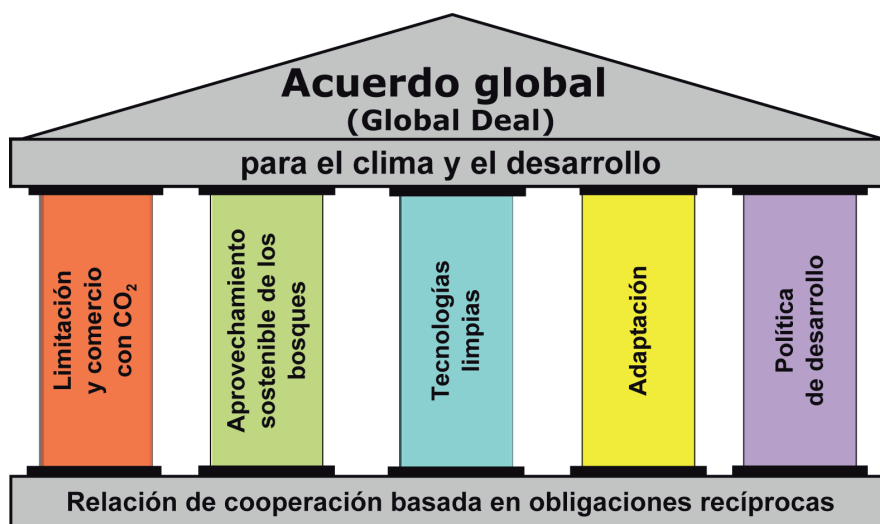 Acuerdo global
(Global Deal)
para el clima y el desarrollo
Limitación
y comercio
con CO₂
Aprovechamiento
sostenible de los
bosques
Tecnologías
limpias
Adaptación
Política
de desarrollo
Relación de cooperación basada en obligaciones recíprocas